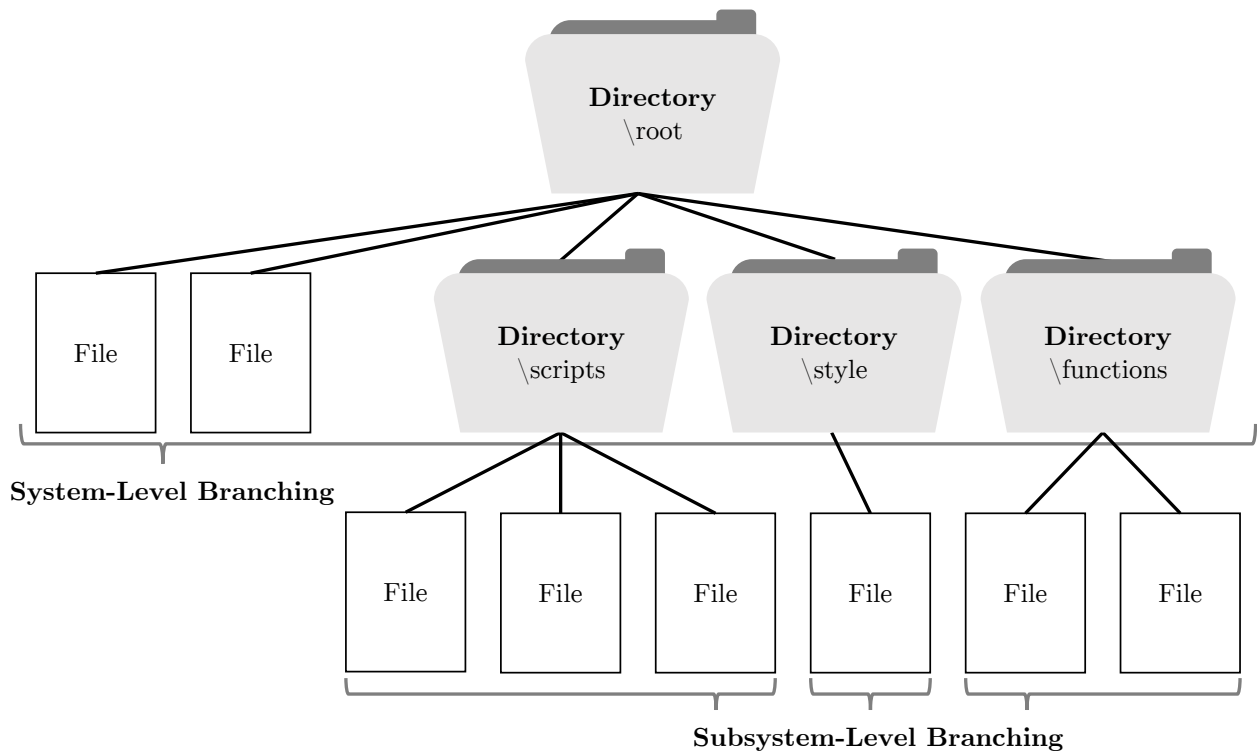 Directory
\root
File
File
Directory
\scripts
Directory
\style
Directory
\functions
System-Level Branching
File
File
File
File
File
File
Subsystem-Level Branching